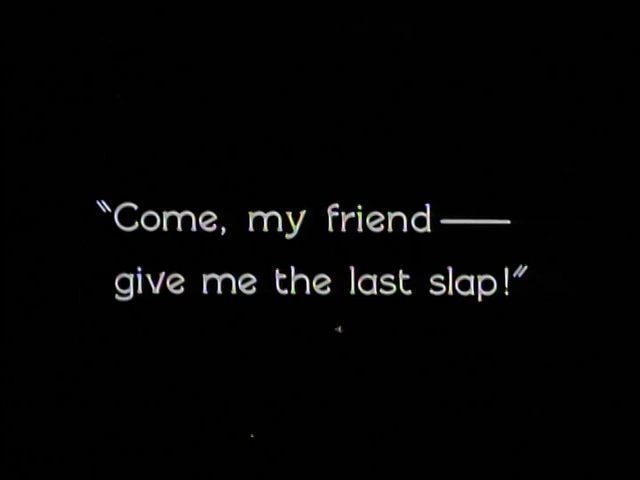 "Come, my friend——
give me the last slap!"